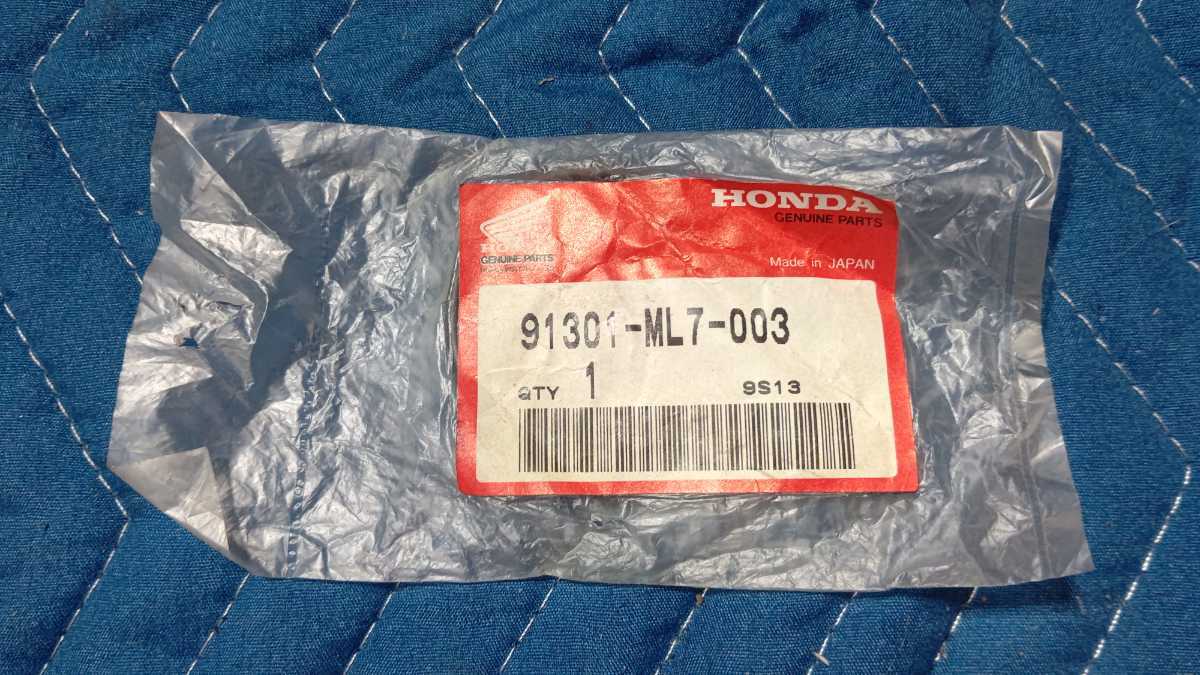 HONDA
GENUINE PARTS
GENUINE PARTS
Made in JAPAN
91301-ML7-003
QTY 1 9S13